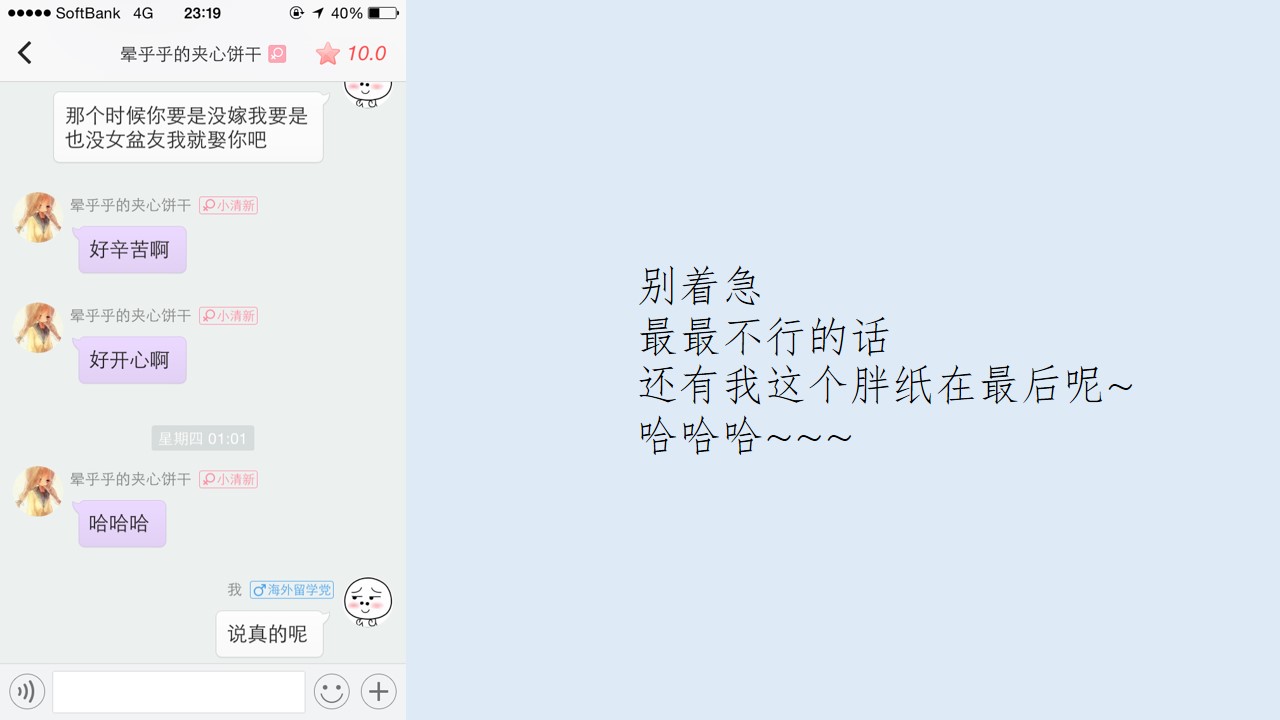 SoftBank 4G 23:19 40%
晕乎乎的夹心饼干 10.0
那个时候你要是没嫁我要是
也没女盆友我就娶你吧
晕乎乎的夹心饼干 小清新
好辛苦啊
晕乎乎的夹心饼干 小清新
好开心啊
星期四 01:01
晕乎乎的夹心饼干 小清新
哈哈哈
我 海外留学党
说真的呢
别着急
最最不行的话
还有我这个胖纸在最后呢~
哈哈哈~~~